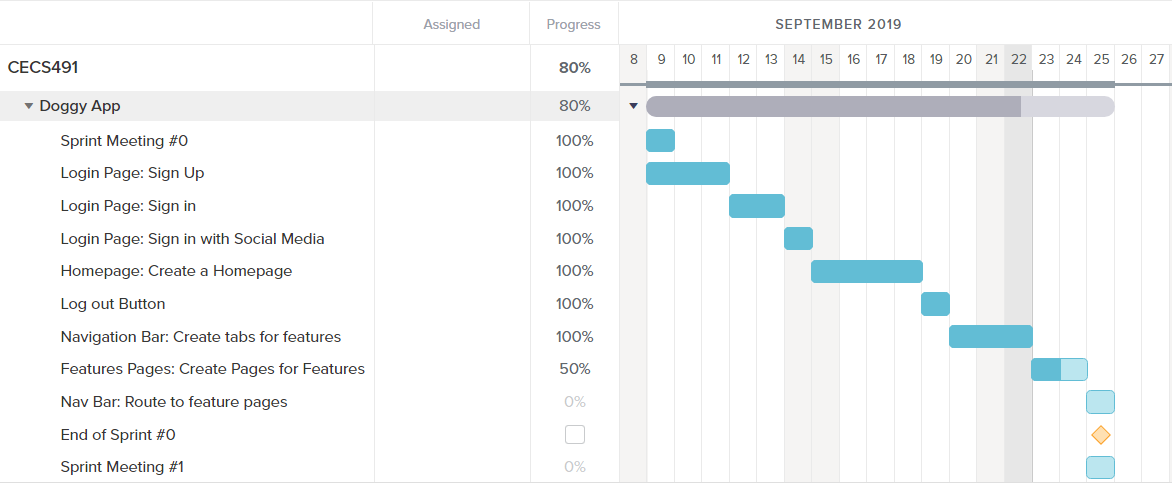 Assigned Progress SEPTEMBER 2019
8 9 10 11 12 13 14 15 16 17 18 19 20 21 22 23 24 25 26 27
CECS491 80%
Doggy App 80%
Sprint Meeting #0 100%
Login Page: Sign Up 100%
Login Page: Sign in 100%
Login Page: Sign in with Social Media 100%
Homepage: Create a Homepage 100%
Log out Button 100%
Navigation Bar: Create tabs for features 100%
Features Pages: Create Pages for Features 50%
Nav Bar: Route to feature pages 0%
End of Sprint #0
Sprint Meeting #1 0%